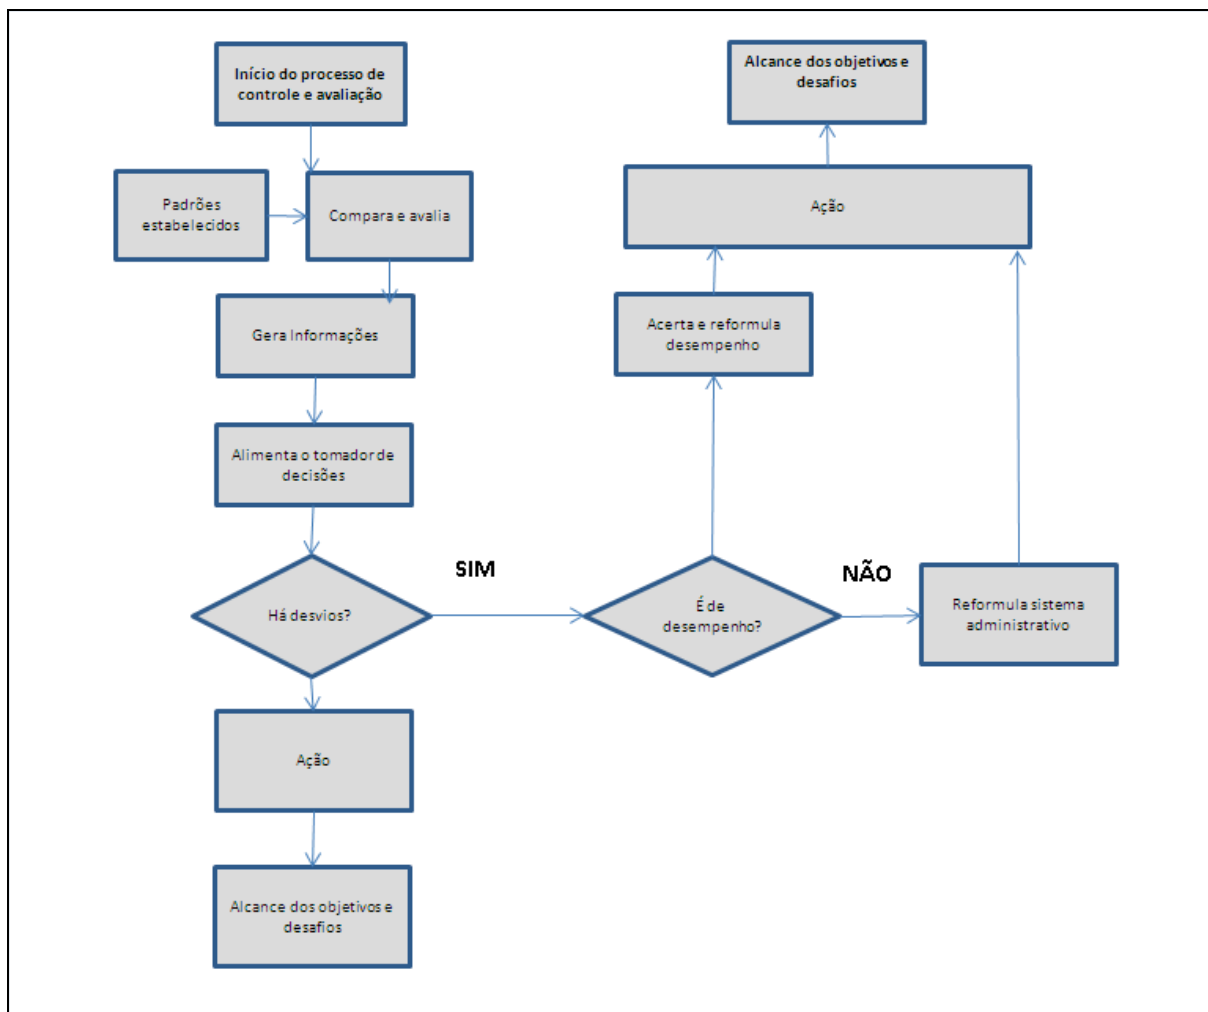 Início do processo de
controle e avaliação
Padrões
estabelecidos
Compara e avalia
Gera Informações
Alimenta o tomador de
decisões
Há desvios?
SIM
É de
desempenho?
NÃO
Reformula sistema
administrativo
Acerta e reformula
desempenho
Ação
Alcance dos objetivos e
desafios
Ação
Alcance dos objetivos e
desafios